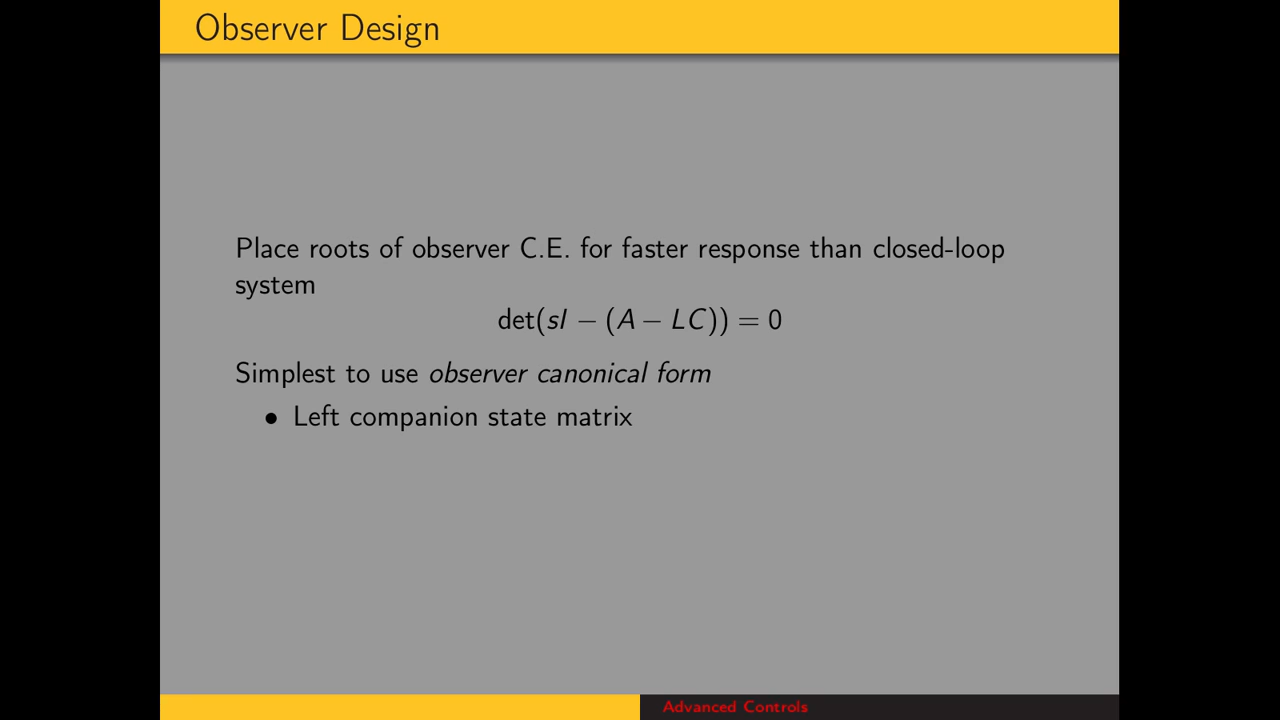 Observer Design
Place roots of observer C.E. for faster response than closed-loop
system
det(sI − (A − LC)) = 0
Simplest to use observer canonical form
• Left companion state matrix
Advanced Controls